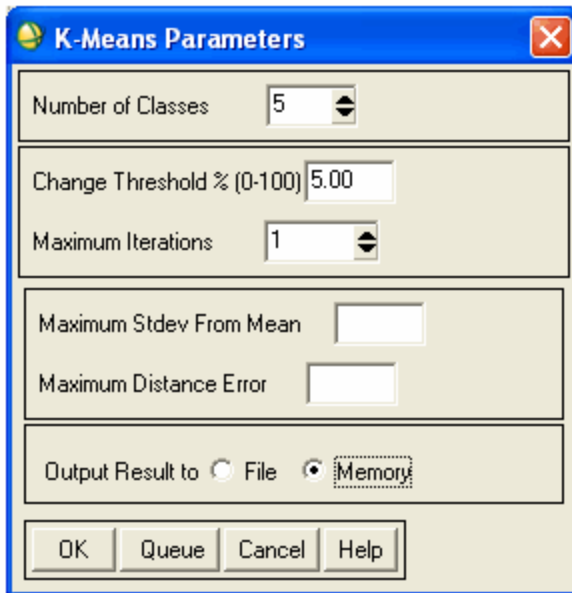 K-Means Parameters
Number of Classes 5
Change Threshold % (0-100) 5.00
Maximum Iterations 1
Maximum Stdev From Mean
Maximum Distance Error
Output Result to File Memory
OK Queue Cancel Help